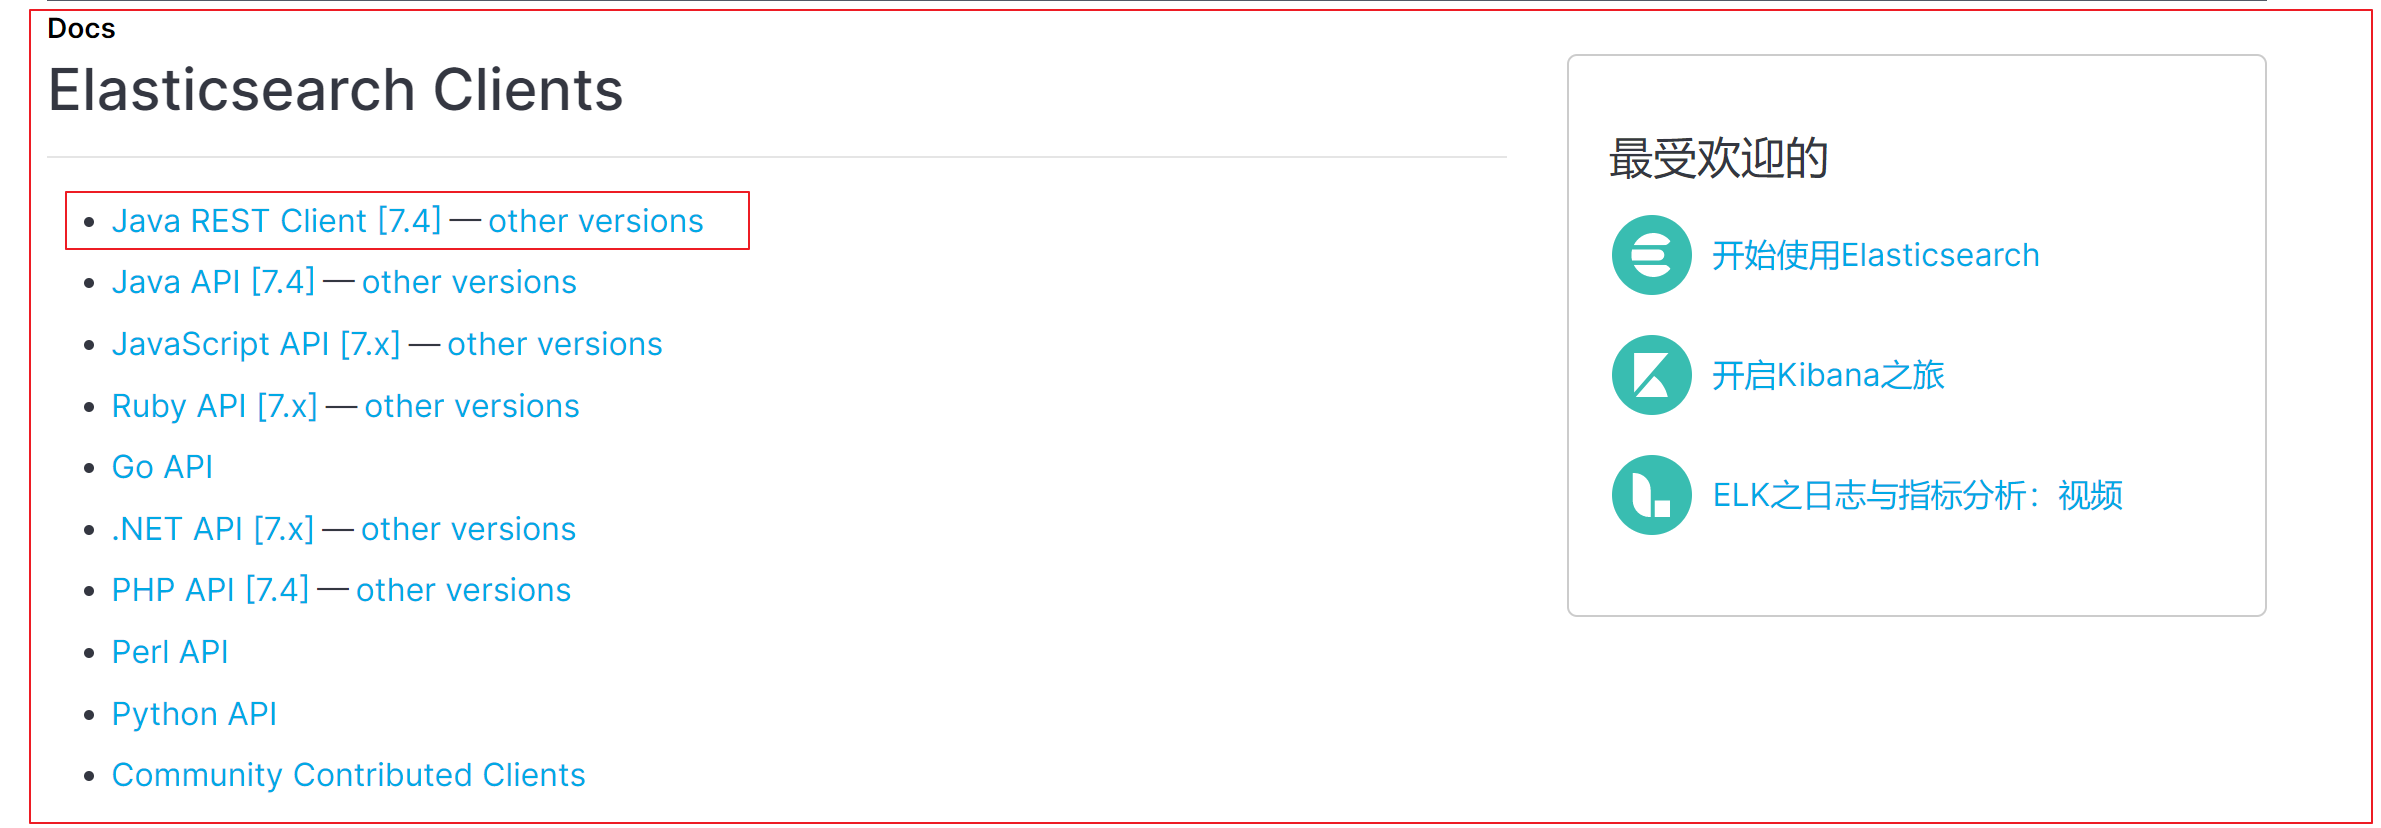 Docs
Elasticsearch Clients
Java REST Client [7.4] — other versions
Java API [7.4] — other versions
JavaScript API [7.x] — other versions
Ruby API [7.x] — other versions
Go API
.NET API [7.x] — other versions
PHP API [7.4] — other versions
Perl API
Python API
Community Contributed Clients
最受欢迎的
开始使用Elasticsearch
开启Kibana之旅
ELK之日志与指标分析：视频